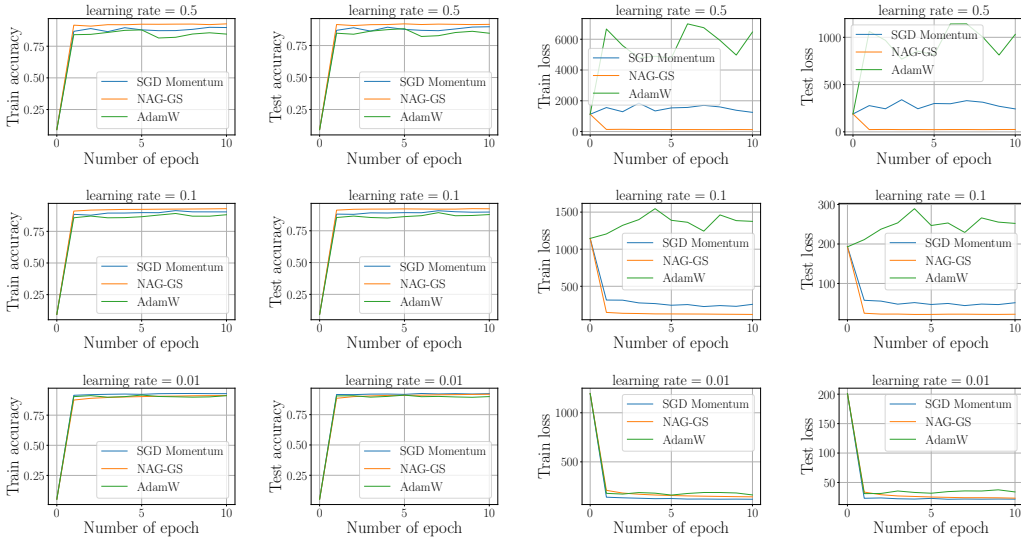 learning rate = 0.5
Train accuracy
0.75
0.50
0.25
SGD Momentum
NAG-GS
AdamW
0
5
10
Number of epoch
learning rate = 0.5
Test accuracy
0.75
0.50
0.25
SGD Momentum
NAG-GS
AdamW
0
5
10
Number of epoch
learning rate = 0.5
Train loss
6000
4000
2000
0
SGD Momentum
NAG-GS
AdamW
0
5
10
Number of epoch
learning rate = 0.5
Test loss
1000
500
0
SGD Momentum
NAG-GS
AdamW
0
5
10
Number of epoch
learning rate = 0.1
Train accuracy
0.75
0.50
0.25
SGD Momentum
NAG-GS
AdamW
0
5
10
Number of epoch
learning rate = 0.1
Test accuracy
0.75
0.50
0.25
SGD Momentum
NAG-GS
AdamW
0
5
10
Number of epoch
learning rate = 0.1
Train loss
1500
1000
500
SGD Momentum
NAG-GS
AdamW
0
5
10
Number of epoch
learning rate = 0.1
Test loss
300
200
100
SGD Momentum
NAG-GS
AdamW
0
5
10
Number of epoch
learning rate = 0.01
Train accuracy
0.75
0.50
0.25
SGD Momentum
NAG-GS
AdamW
0
5
10
Number of epoch
learning rate = 0.01
Test accuracy
0.75
0.50
0.25
SGD Momentum
NAG-GS
AdamW
0
5
10
Number of epoch
learning rate = 0.01
Train loss
1000
500
SGD Momentum
NAG-GS
AdamW
0
5
10
Number of epoch
learning rate = 0.01
Test loss
200
150
100
50
SGD Momentum
NAG-GS
AdamW
0
5
10
Number of epoch